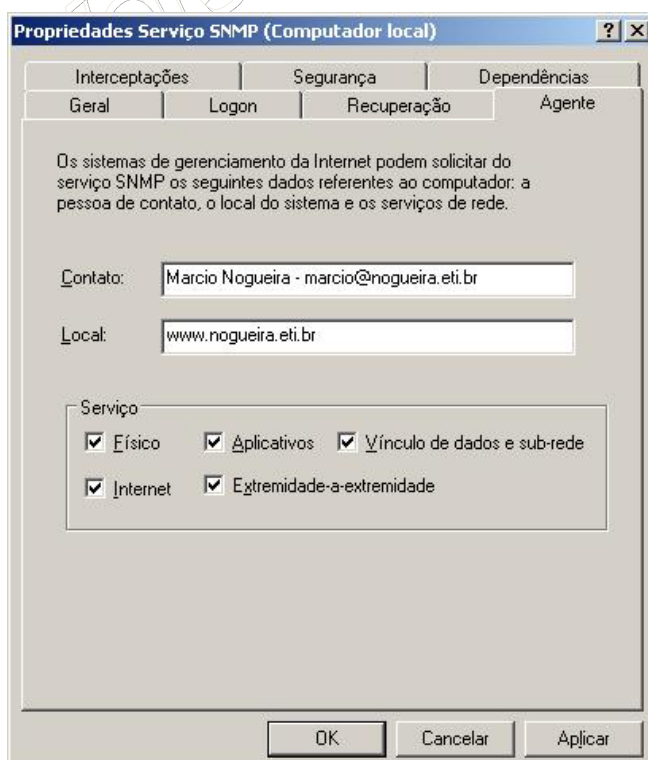 Propriedades Serviço SNMP (Computador local)
Interceptações Segurança Dependências
Geral Logon Recuperação Agente
Os sistemas de gerenciamento da Internet podem solicitar do
serviço SNMP os seguintes dados referentes ao computador: a
pessoa de contato, o local do sistema e os serviços de rede.
Contato: Marcio Nogueira - marcio@nogueira.eti.br
Local: www.nogueira.eti.br
Serviço
Físico Aplicativos Vínculo de dados e sub-rede
Internet Extremidade-a-extremidade
OK Cancelar Aplicar